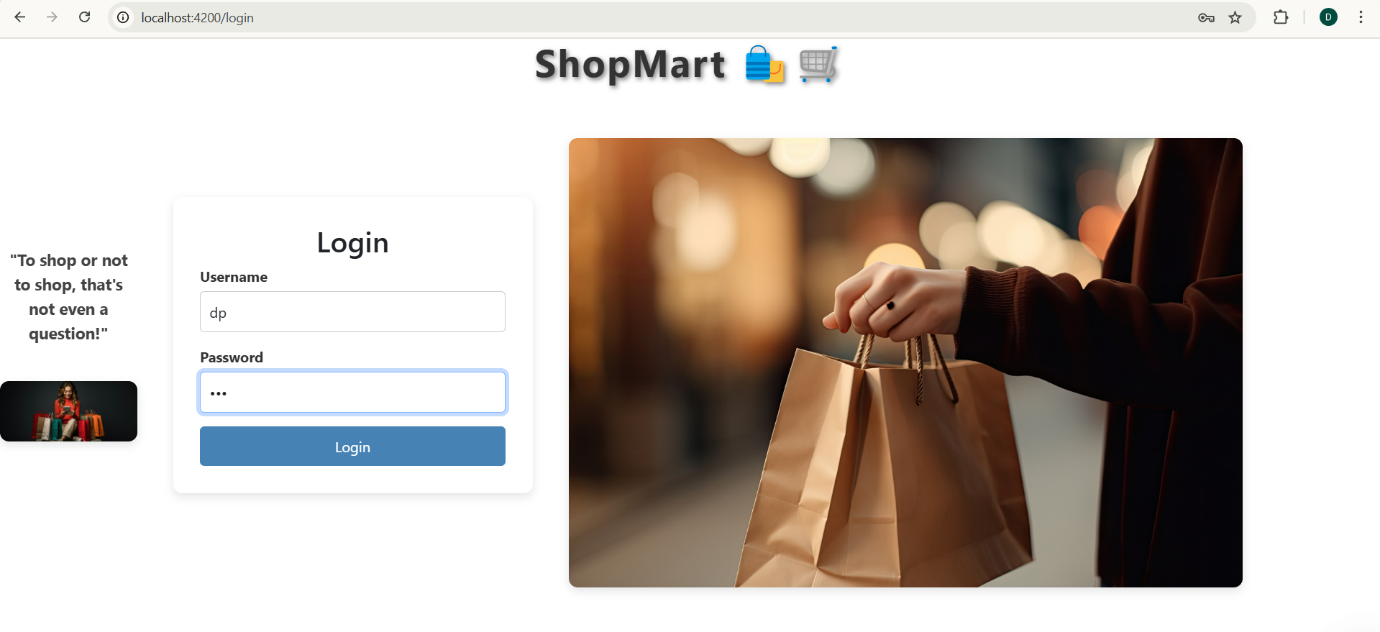 localhost:4200/login
D
ShopMart 🛍️ 🛒
"To shop or not
to shop, that's
not even a
question!"
Login
Username
dp
Password
•••
Login